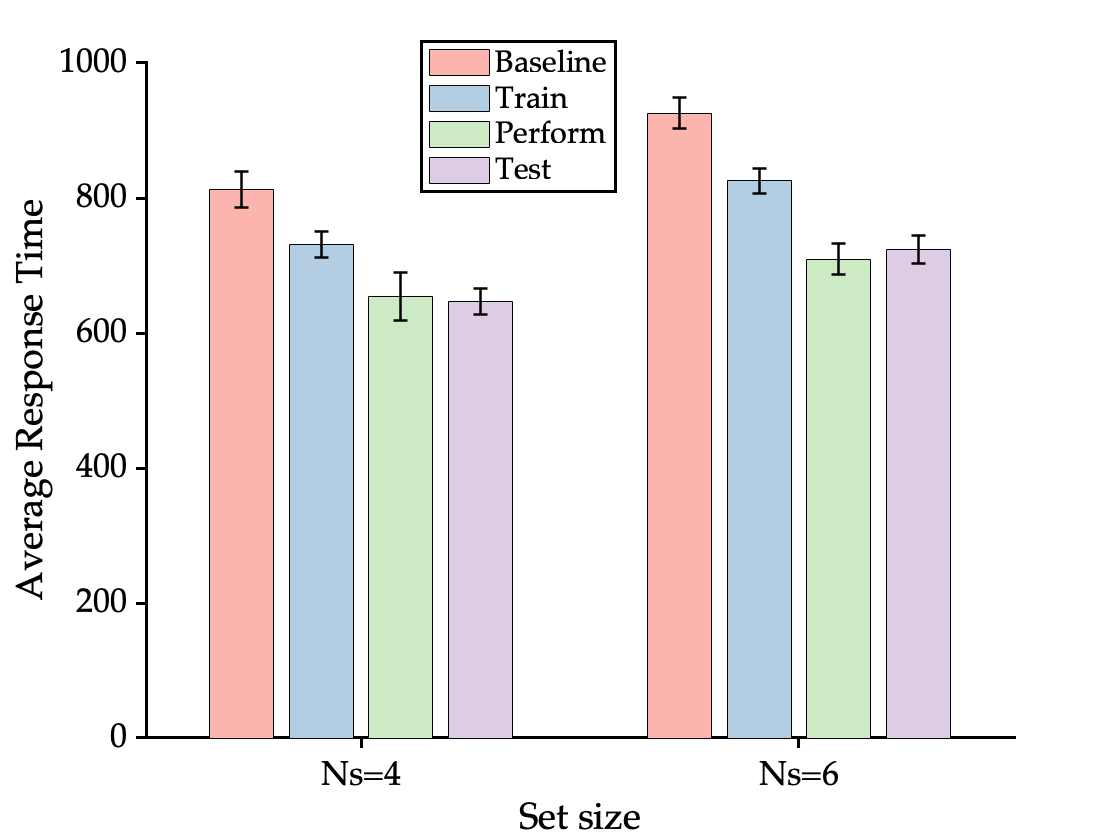 1000
800
600
400
200
0
Average Response Time
Baseline
Train
Perform
Test
Ns=4
Ns=6
Set size